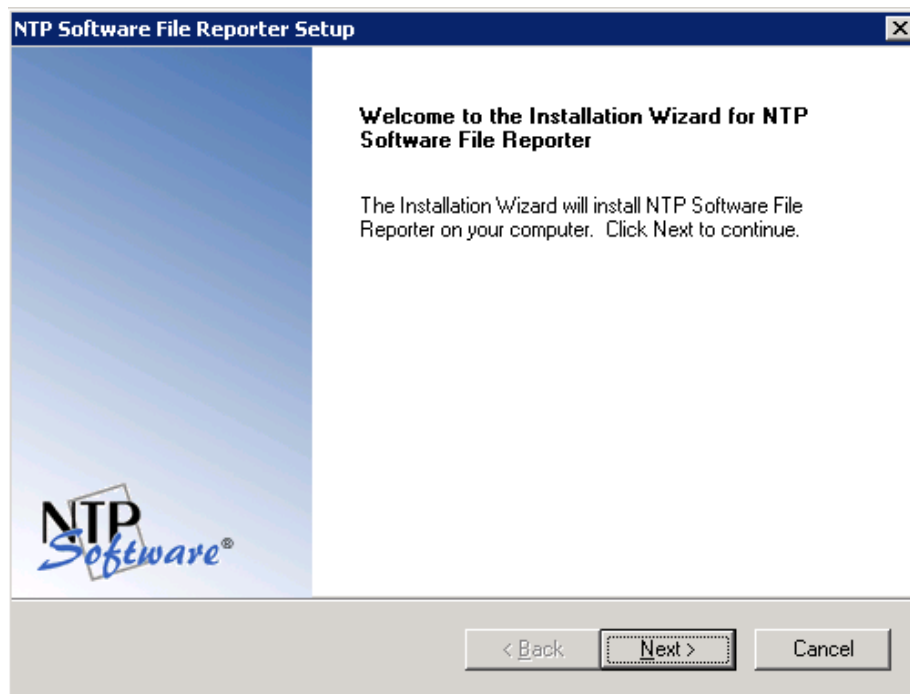 NTP Software File Reporter Setup
Welcome to the Installation Wizard for NTP
Software File Reporter
The Installation Wizard will install NTP Software File
Reporter on your computer.  Click Next to continue.
NTP
Software®
< Back
Next >
Cancel